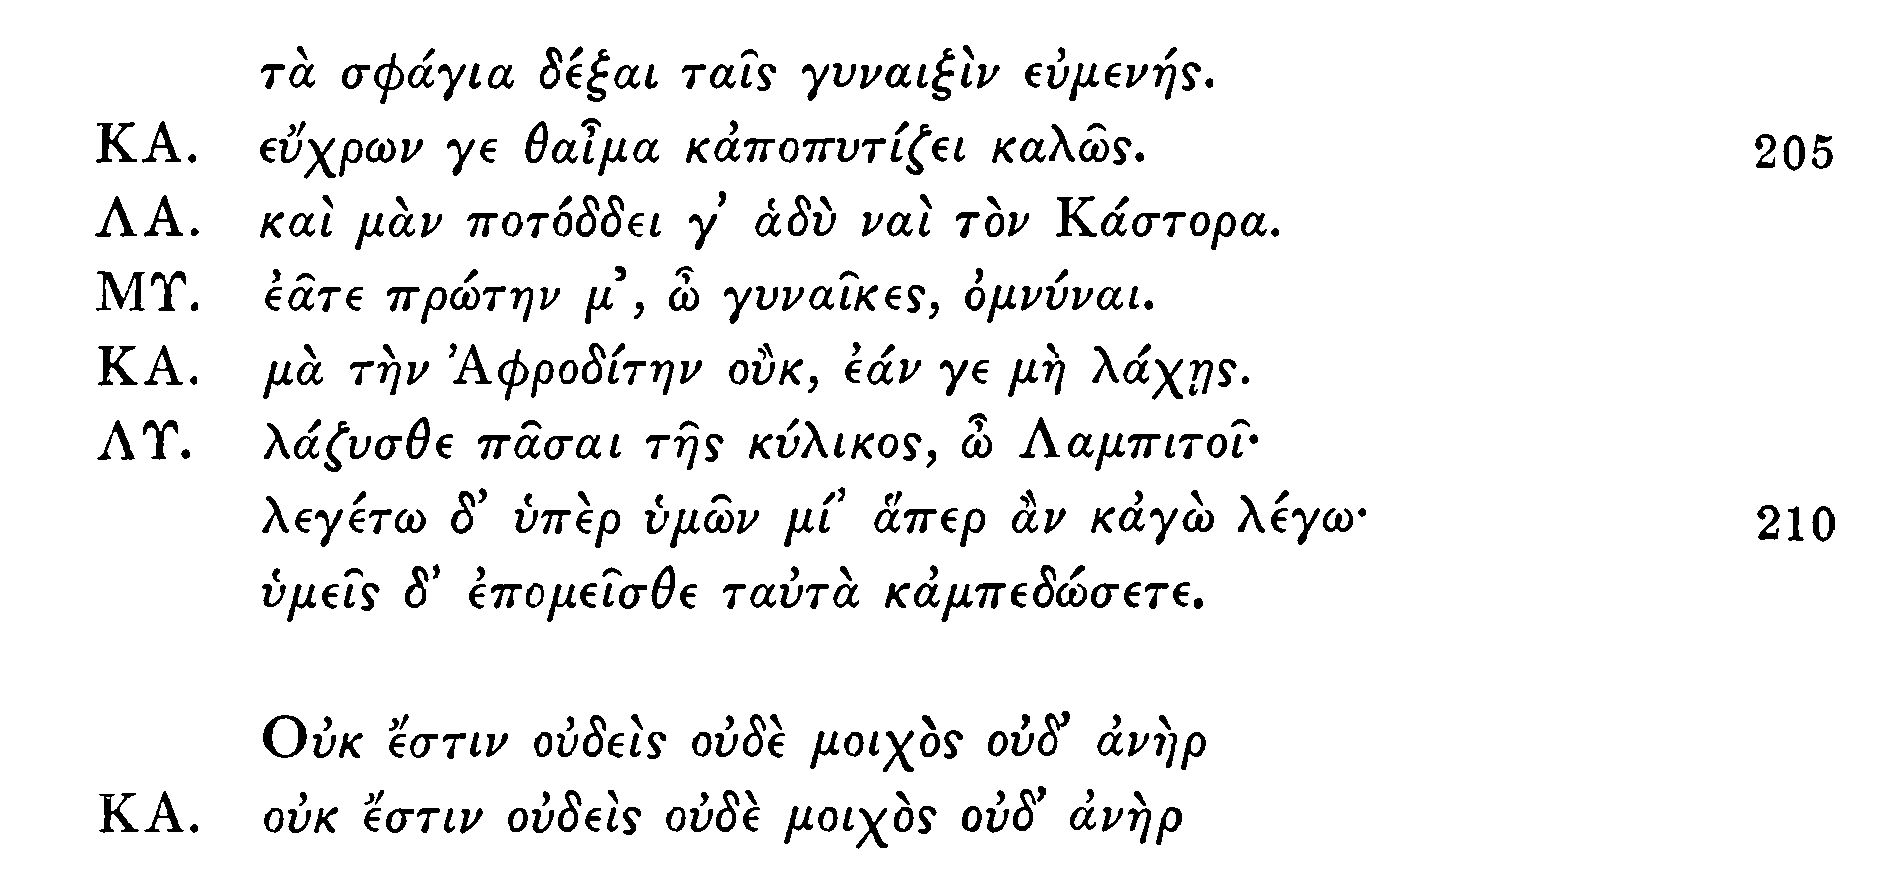 τὰ σφάγια δέξαι ταῖς γυναιξὶν εὐμενής.
ΚΑ. εὔχρων γε θαἶμα κἀποπυτίζει καλῶς. 205
ΛΑ. καὶ μὰν ποτόδδει γ’ ἁδὺ ναὶ τὸν Κάστορα.
ΜΥ. ἐᾶτε πρώτην μ’, ὦ γυναῖκες, ὀμνύναι.
ΚΑ. μὰ τὴν Ἀφροδίτην οὔκ, ἐάν γε μὴ λάχῃς.
ΛΥ. λάζυσθε πᾶσαι τῆς κύλικος, ὦ Λαμπιτοῖ·
λεγέτω δ’ ὑπὲρ ὑμῶν μί’ ἅπερ ἂν κἀγὼ λέγω· 210
ὑμεῖς δ’ ἐπομεῖσθε ταὐτὰ κἀμπεδώσετε.
Οὐκ ἔστιν οὐδεὶς οὐδὲ μοιχὸς οὐδ’ ἀνὴρ
ΚΑ. οὐκ ἔστιν οὐδεὶς οὐδὲ μοιχὸς οὐδ’ ἀνὴρ